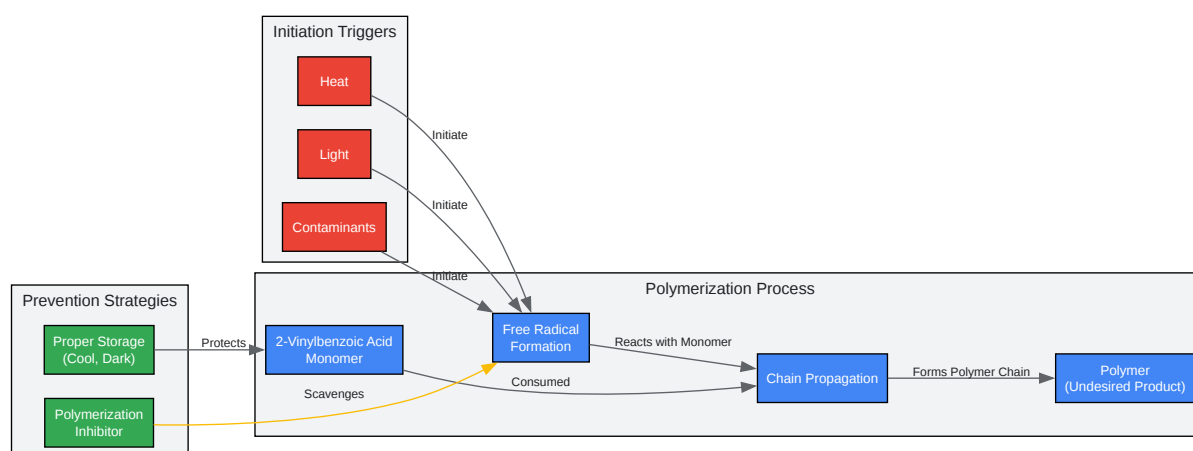 Initiation Triggers
Heat
Initiate
Light
Initiate
Contaminants
Initiate
Prevention Strategies
Polymerization Process
Proper Storage
(Cool, Dark)
Protects
2-Vinylbenzoic Acid
Monomer
Free Radical
Formation
Reacts with Monomer
Consumed
Chain Propagation
Forms Polymer Chain
Polymer
(Undesired Product)
Scavenges
Polymerization
Inhibitor